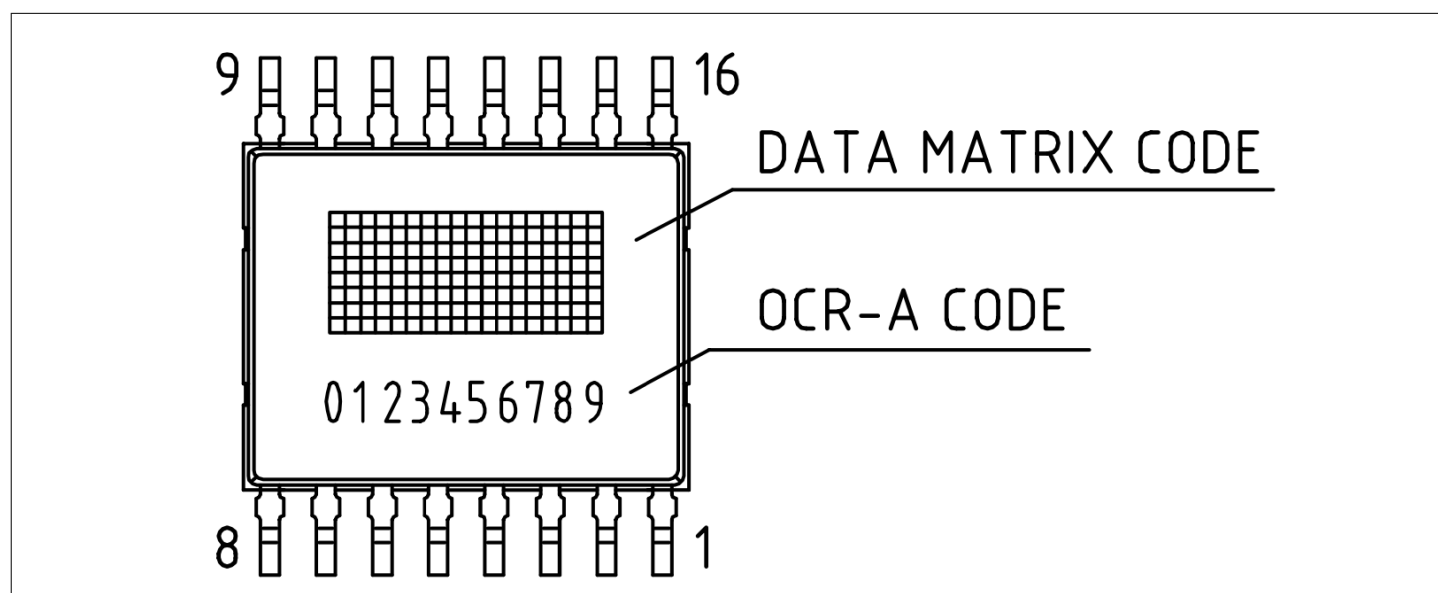 9 16
DATA MATRIX CODE
OCR-A CODE
0123456789
8 1